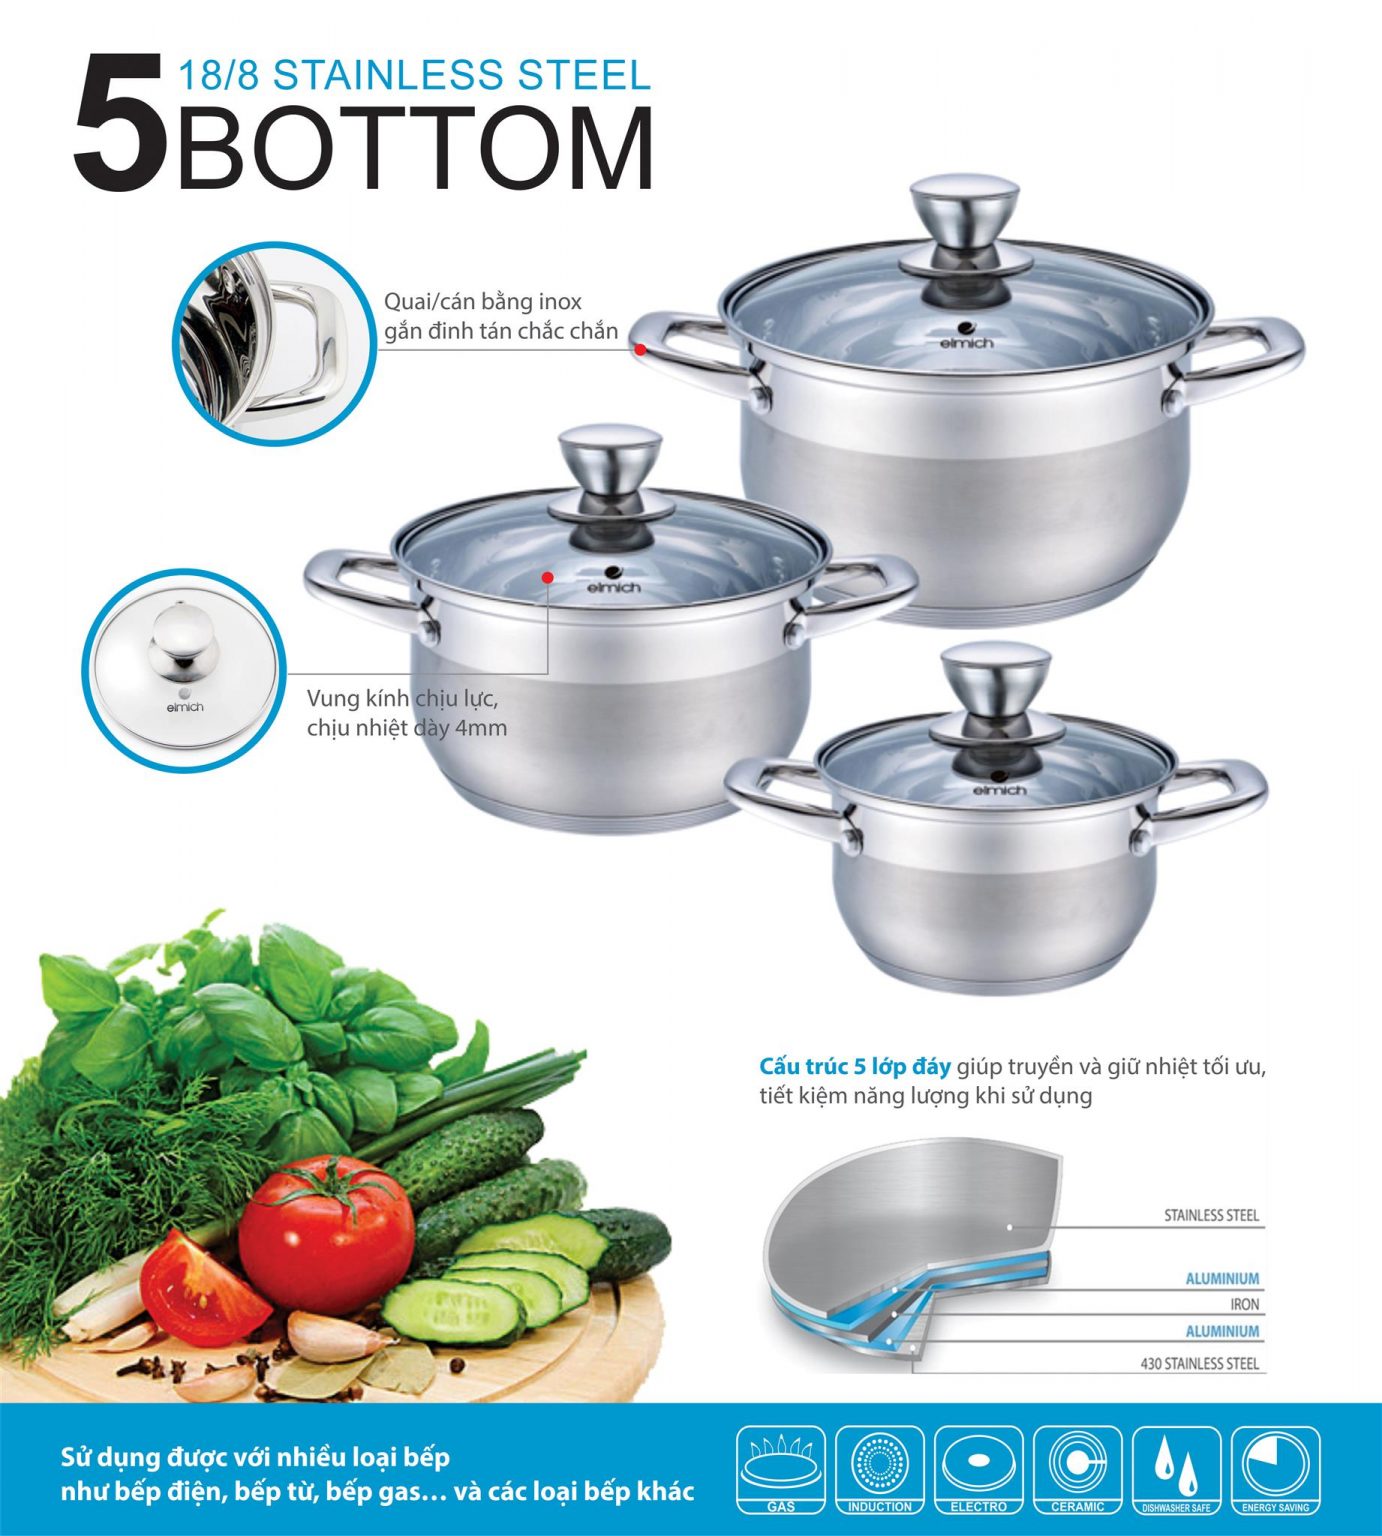 5
18/8 STAINLESS STEEL
BOTTOM
Quai/cán bằng inox
gắn đinh tán chắc chắn
elmich
elmich
elmich
Vung kính chịu lực,
chịu nhiệt dày 4mm
elmich
Cấu trúc 5 lớp đáy giúp truyền và giữ nhiệt tối ưu,
tiết kiệm năng lượng khi sử dụng
STAINLESS STEEL
ALUMINIUM
IRON
ALUMINIUM
430 STAINLESS STEEL
Sử dụng được với nhiều loại bếp
như bếp điện, bếp từ, bếp gas... và các loại bếp khác
GAS
INDUCTION
ELECTRO
CERAMIC
DISHWASHER SAFE
ENERGY SAVING